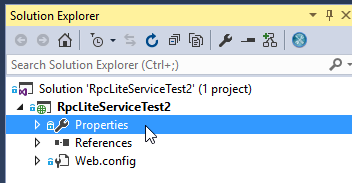 Solution Explorer
Search Solution Explorer (Ctrl+;)
Solution 'RpcLiteServiceTest2' (1 project)
RpcLiteServiceTest2
Properties
References
Web.config